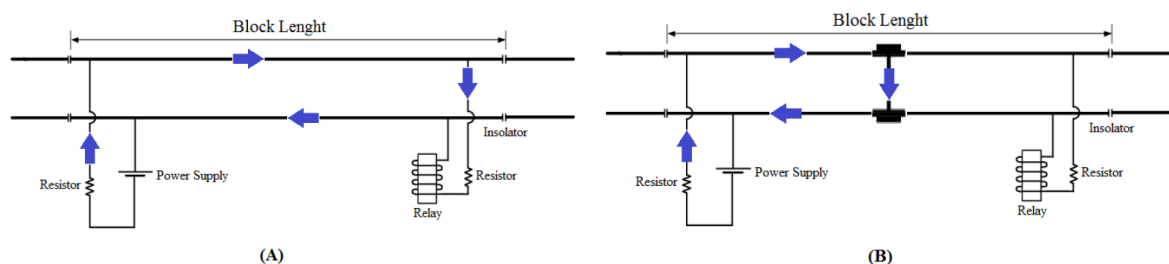 Block Lenght
Insolator
Resistor
Power Supply
Resistor
Relay
(A)
Block Lenght
Insolator
Resistor
Power Supply
Resistor
Relay
(B)